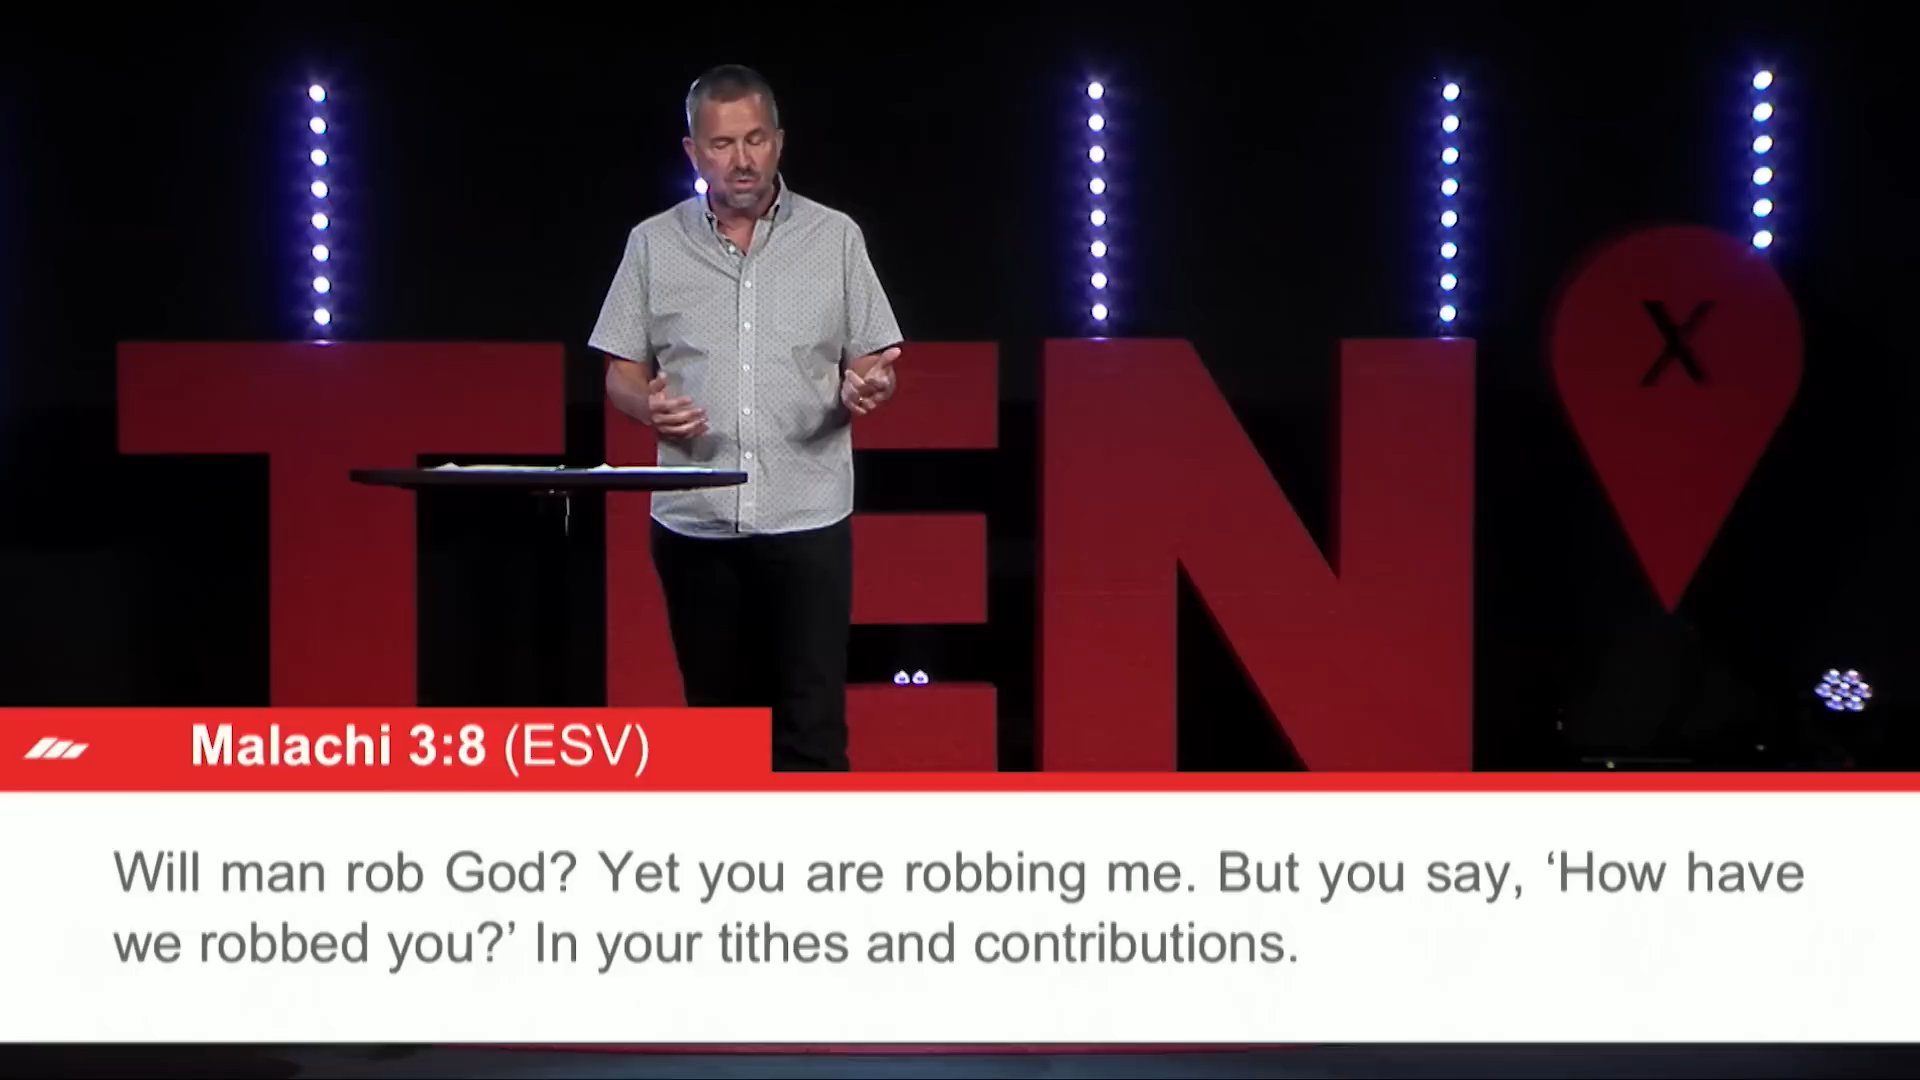 TEN
X
Malachi 3:8 (ESV)
Will man rob God? Yet you are robbing me. But you say, ‘How have
we robbed you?’ In your tithes and contributions.